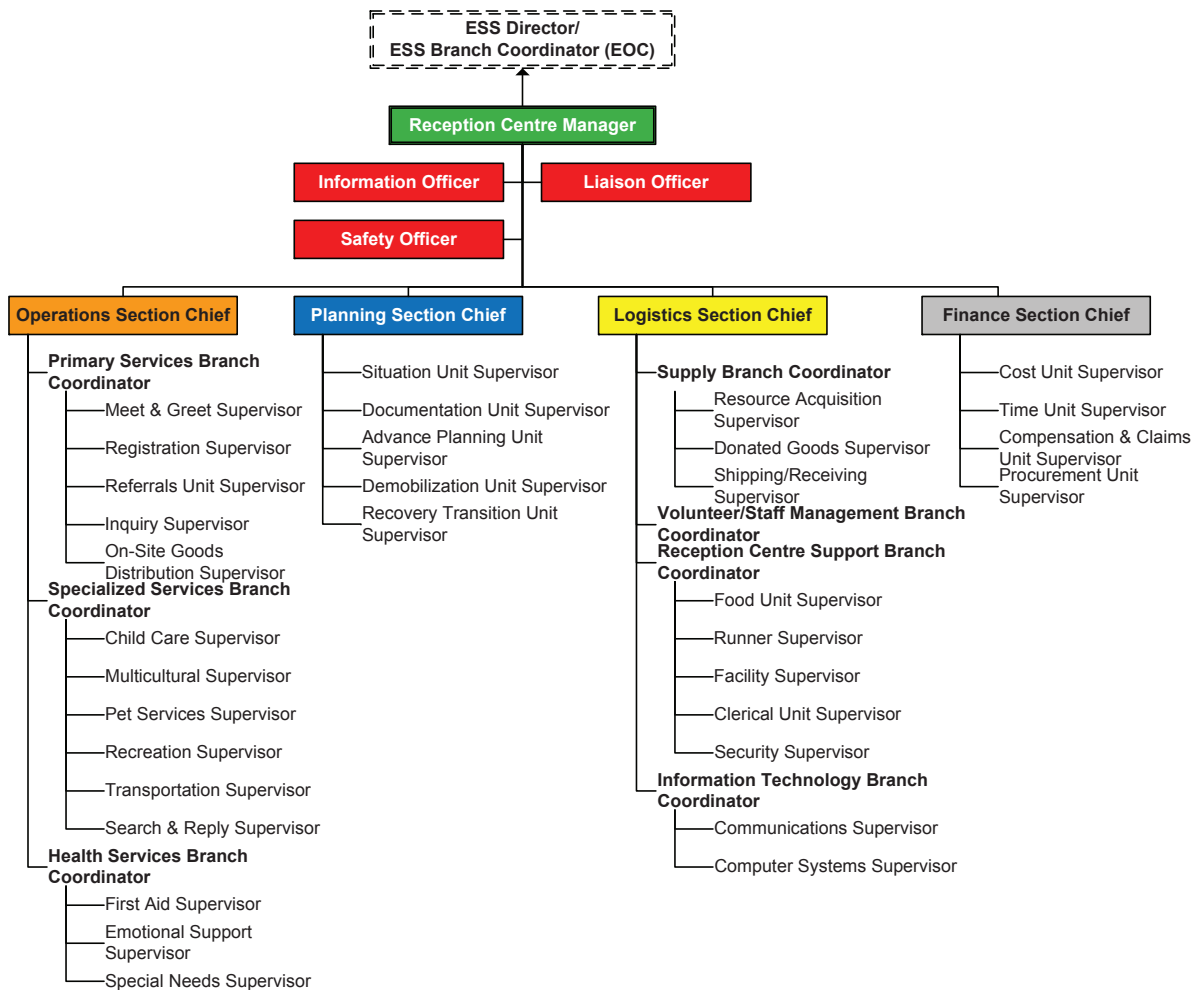 ESS Director/
ESS Branch Coordinator (EOC)
Reception Centre Manager
Information Officer
Liaison Officer
Safety Officer
Operations Section Chief
Primary Services Branch
Coordinator
Meet & Greet Supervisor
Registration Supervisor
Referrals Unit Supervisor
Inquiry Supervisor
On-Site Goods
Distribution Supervisor
Specialized Services Branch
Coordinator
Child Care Supervisor
Multicultural Supervisor
Pet Services Supervisor
Recreation Supervisor
Transportation Supervisor
Search & Reply Supervisor
Health Services Branch
Coordinator
First Aid Supervisor
Emotional Support
Supervisor
Special Needs Supervisor
Planning Section Chief
Situation Unit Supervisor
Documentation Unit Supervisor
Advance Planning Unit
Supervisor
Demobilization Unit Supervisor
Recovery Transition Unit
Supervisor
Logistics Section Chief
Supply Branch Coordinator
Resource Acquisition
Supervisor
Donated Goods Supervisor
Shipping/Receiving
Supervisor
Volunteer/Staff Management Branch
Coordinator
Reception Centre Support Branch
Coordinator
Food Unit Supervisor
Runner Supervisor
Facility Supervisor
Clerical Unit Supervisor
Security Supervisor
Information Technology Branch
Coordinator
Communications Supervisor
Computer Systems Supervisor
Finance Section Chief
Cost Unit Supervisor
Time Unit Supervisor
Compensation & Claims
Unit Supervisor
Procurement Unit
Supervisor